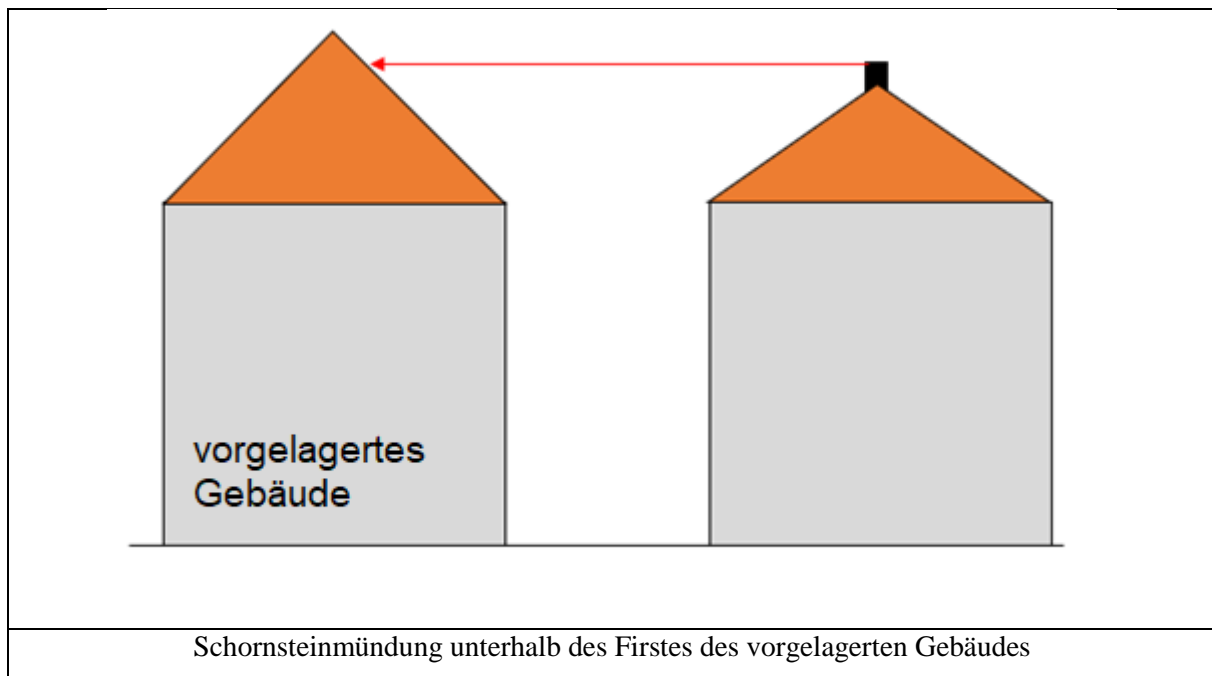 vorgelagertes
Gebäude
Schornsteinmündung unterhalb des Firstes des vorgelagerten Gebäudes